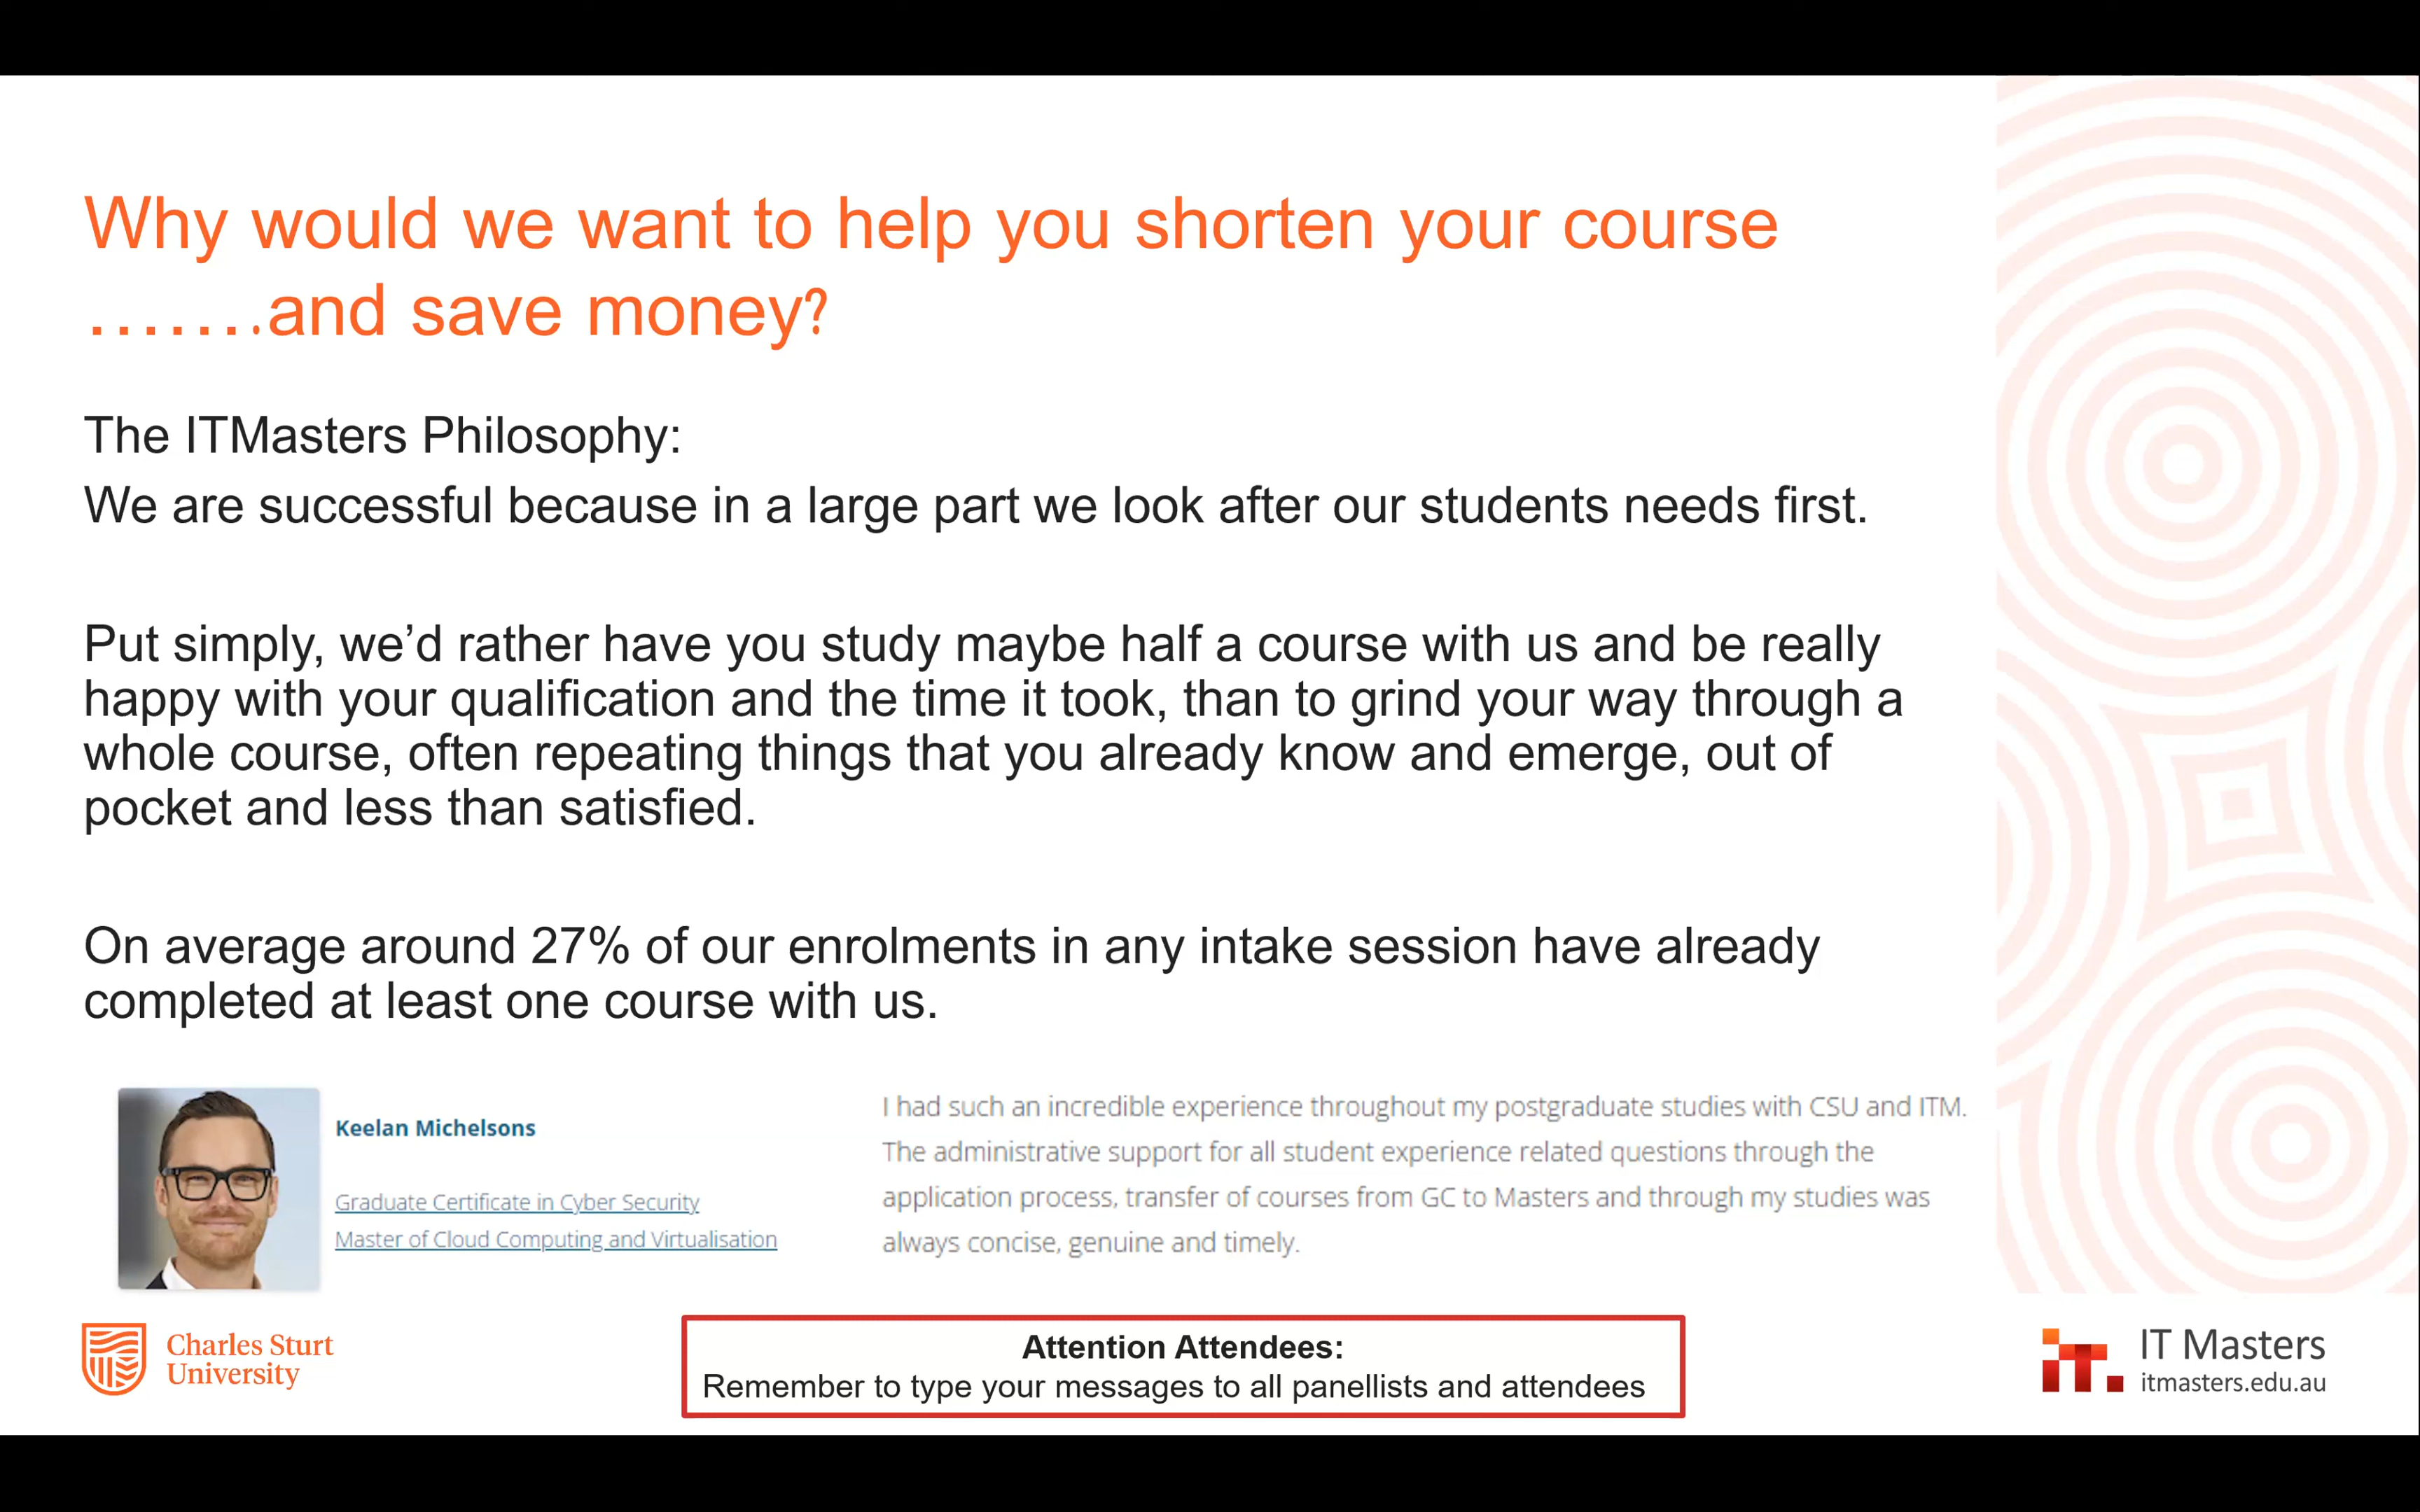 Why would we want to help you shorten your course
…….and save money?
The ITMasters Philosophy:
We are successful because in a large part we look after our students needs first.
Put simply, we’d rather have you study maybe half a course with us and be really
happy with your qualification and the time it took, than to grind your way through a
whole course, often repeating things that you already know and emerge, out of
pocket and less than satisfied.
On average around 27% of our enrolments in any intake session have already
completed at least one course with us.
Keelan Michelsons
Graduate Certificate in Cyber Security
Master of Cloud Computing and Virtualisation
I had such an incredible experience throughout my postgraduate studies with CSU and ITM.
The administrative support for all student experience related questions through the
application process, transfer of courses from GC to Masters and through my studies was
always concise, genuine and timely.
Charles Sturt
University
Attention Attendees:
Remember to type your messages to all panellists and attendees
it.
IT Masters
itmasters.edu.au